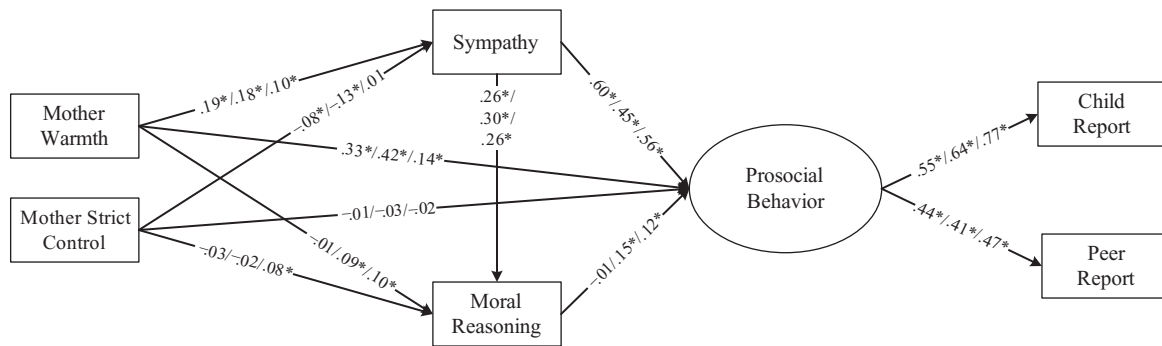 Sympathy
.19*/.18*/.10*
-.08*/-.13*/.01
.26*/
.30*/
.26*
.60*/.45*/.56*
Mother
Warmth
Child
Report
.33*/.42*/.14*
.55*/.64*/.77*
Prosocial
Behavior
Mother Strict
Control
-.01/-.03/-.02
.44*/.41*/.47*
-.03/-.02/.08*
-.01/.09*/.10*
-.01/.15*/.12*
Peer
Report
Moral
Reasoning